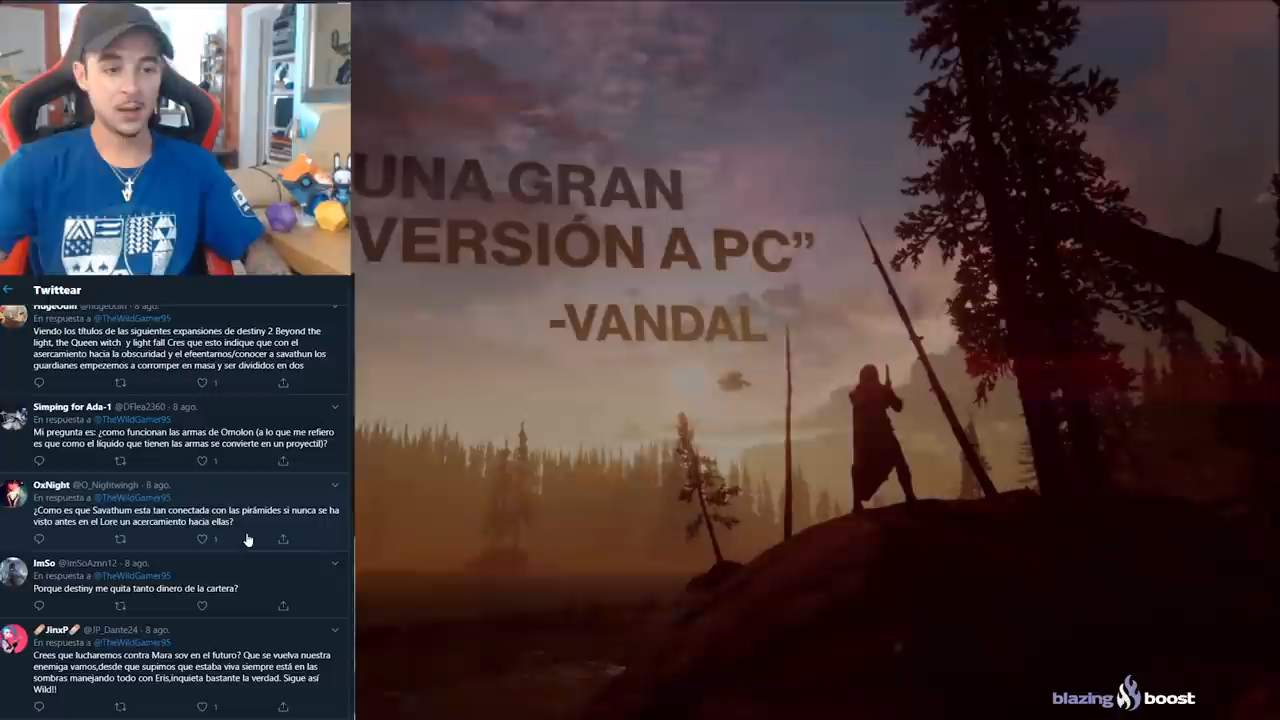 UNA GRAN
VERSIÓN A PC”
-VANDAL
Twittear
HugeOdin @hugeodin · 8 ago.
En respuesta a @TheWildGamer95
Viendo los títulos de las siguientes expansiones de destiny 2 Beyond the
light, the Queen witch y light fall Cres que esto indique que con el
asercamiento hacia la obscuridad y el efeentarnos/conocer a savathun los
guardianes empezemos a corromper en masa y ser divididos en dos
1
Simping for Ada-1 @DFlea2360 · 8 ago.
En respuesta a @TheWildGamer95
Mi pregunta es: ¿como funcionan las armas de Omolon (a lo que me refiero
es que como el líquido que tienen las armas se convierte en un proyectil)?
1
OxNight @O_Nightwingh · 8 ago.
En respuesta a @TheWildGamer95
¿Como es que Savathum esta tan conectada con las pirámides si nunca se ha
visto antes en el Lore un acercamiento hacia ellas?
1
ImSo @ImSoAznn12 · 8 ago.
En respuesta a @TheWildGamer95
Porque destiny me quita tanto dinero de la cartera?
JinxP @JP_Dante24 · 8 ago.
En respuesta a @TheWildGamer95
Crees que lucharemos contra Mara sov en el futuro? Que se vuelva nuestra
enemiga vamos,desde que supimos que estaba viva siempre está en las
sombras manejando todo con Eris,inquieta bastante la verdad. Sigue así
Wild!!
1
blazing boost